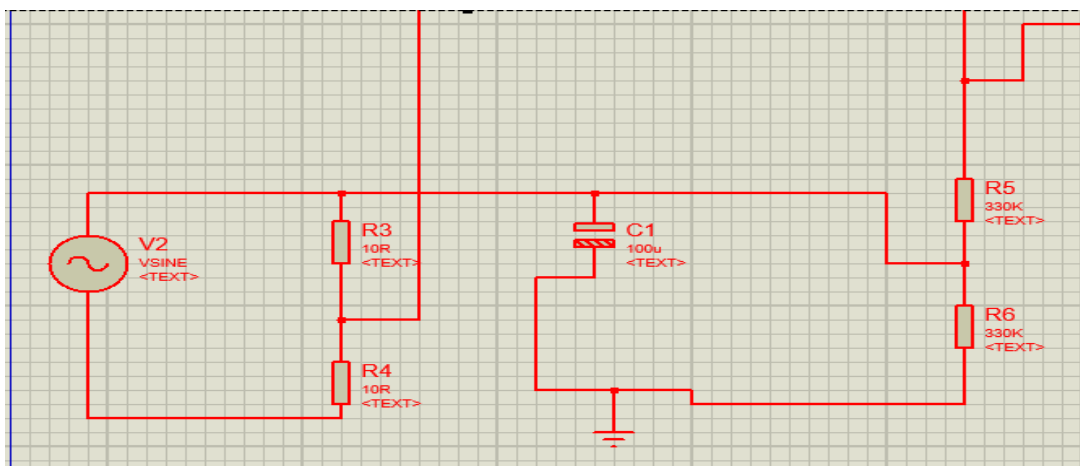 V2
VSINE
<TEXT>
R3
10R
<TEXT>
R4
10R
<TEXT>
C1
100u
<TEXT>
R5
330K
<TEXT>
R6
330K
<TEXT>